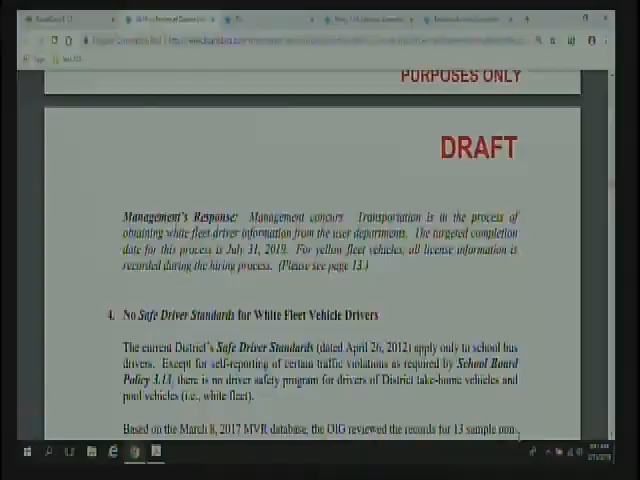 PURPOSES ONLY
DRAFT
Management's Response: Management concurs. Transportation is in the process of
obtaining white fleet driver information from the user departments. The targeted completion
date for this process is July 31, 2019. For yellow fleet vehicles, all license information is
recorded during the hiring process. (Please see page 13.)
4. No Safe Driver Standards for White Fleet Vehicle Drivers
The current District's Safe Driver Standards (dated April 26, 2012) apply only to school bus
drivers. Except for self-reporting of certain traffic violations as required by School Board
Policy 3.13, there is no driver safety program for drivers of District take-home vehicles and
pool vehicles (i.e., white fleet).
Based on the March 8, 2017 MVR database, the OIG reviewed the records for 13 sample non-